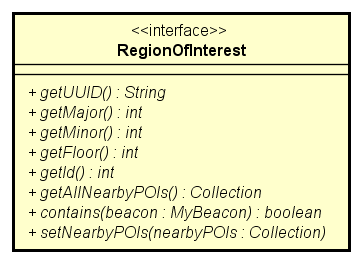 <<interface>>
RegionOfInterest
+ getUUID() : String
+ getMajor() : int
+ getMinor() : int
+ getFloor() : int
+ getId() : int
+ getAllNearbyPOIs() : Collection
+ contains(beacon : MyBeacon) : boolean
+ setNearbyPOIs(nearbyPOIs : Collection)